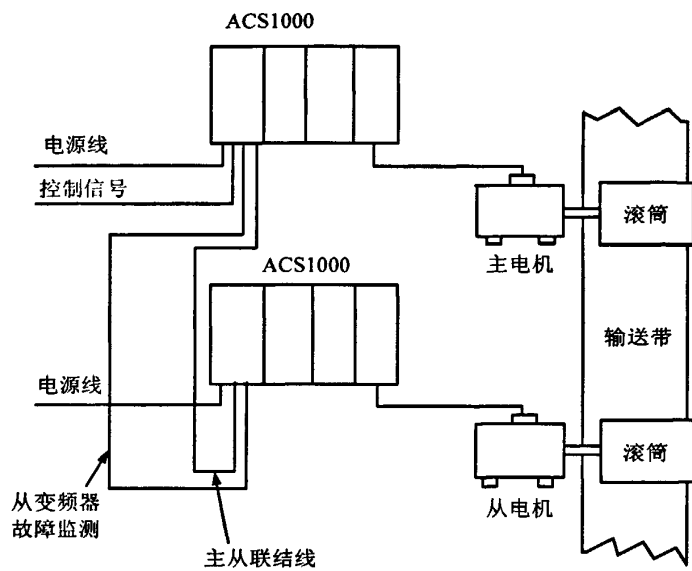 ACS1000
电源线
控制信号
滚筒
主电机
ACS1000
输送带
电源线
滚筒
从电机
从变频器
故障监测
主从联结线